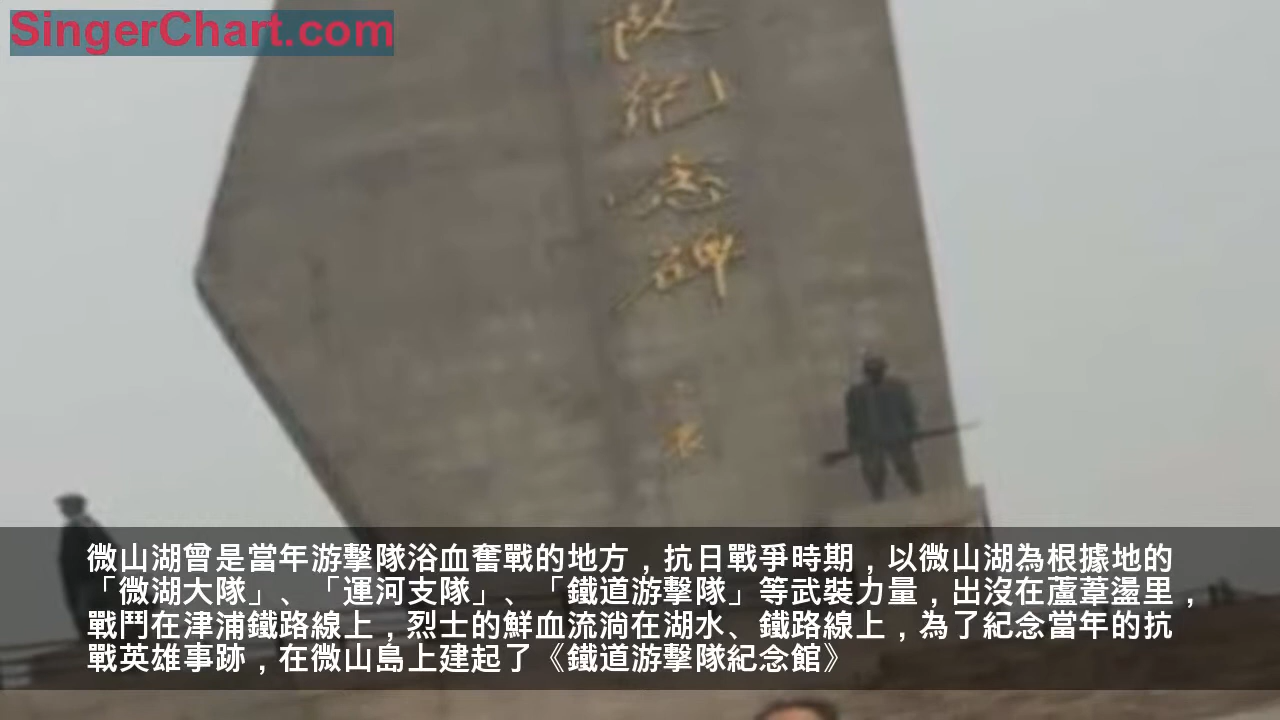 SingerChart.com
队纪念碑
微山湖曾是當年游擊隊浴血奮戰的地方，抗日戰爭時期，以微山湖為根據地的
「微湖大隊」、「運河支隊」、「鐵道游擊隊」等武裝力量，出沒在蘆葦盪里，
戰鬥在津浦鐵路線上，烈士的鮮血流淌在湖水、鐵路線上，為了紀念當年的抗
戰英雄事跡，在微山島上建起了《鐵道游擊隊紀念館》